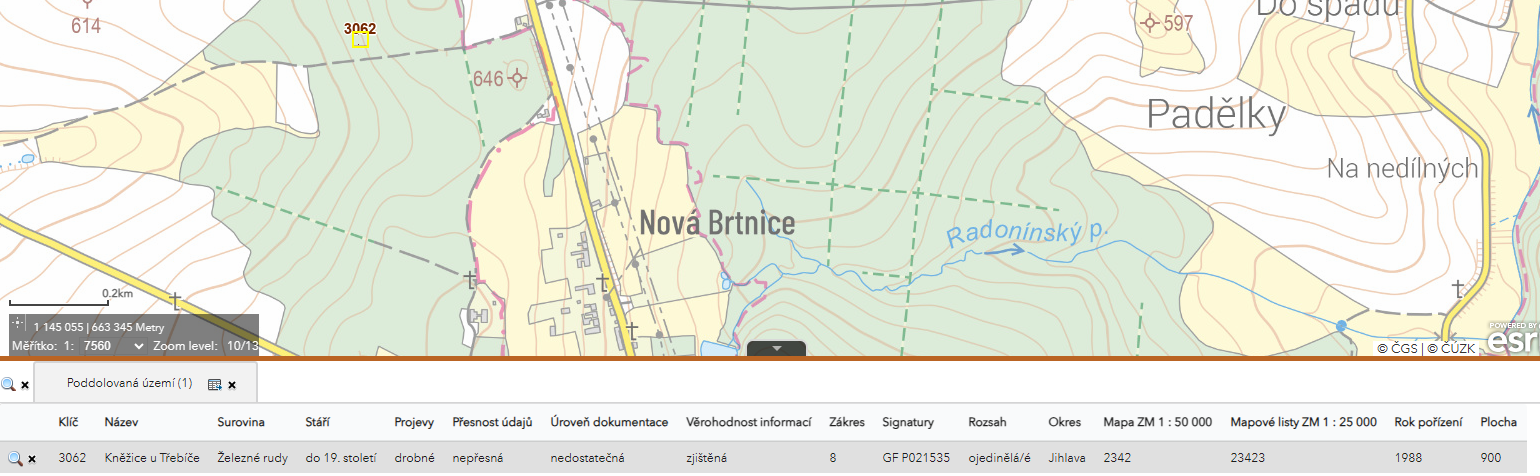 614
3062
646
597
Do spádů
Padělky
Na nedílných
Nová Brtnice
Radonínský p.
0.2km
1 145 055 | 663 345 Metry
Měřítko: 1: 7560 Zoom level: 10/13
POWERED BY
esri
© ČGS | © ČÚZK
Poddolovaná území (1)
Klíč Název Surovina Stáří Projevy Přesnost údajů Úroveň dokumentace Věrohodnost informací Zákres Signatury Rozsah Okres Mapa ZM 1 : 50 000 Mapové listy ZM 1 : 25 000 Rok pořízení Plocha
3062 Kněžice u Třebíče Železné rudy do 19. století drobné nepřesná nedostatečná zjištěná 8 GF P021535 ojedinělá/é Jihlava 2342 23423 1988 900